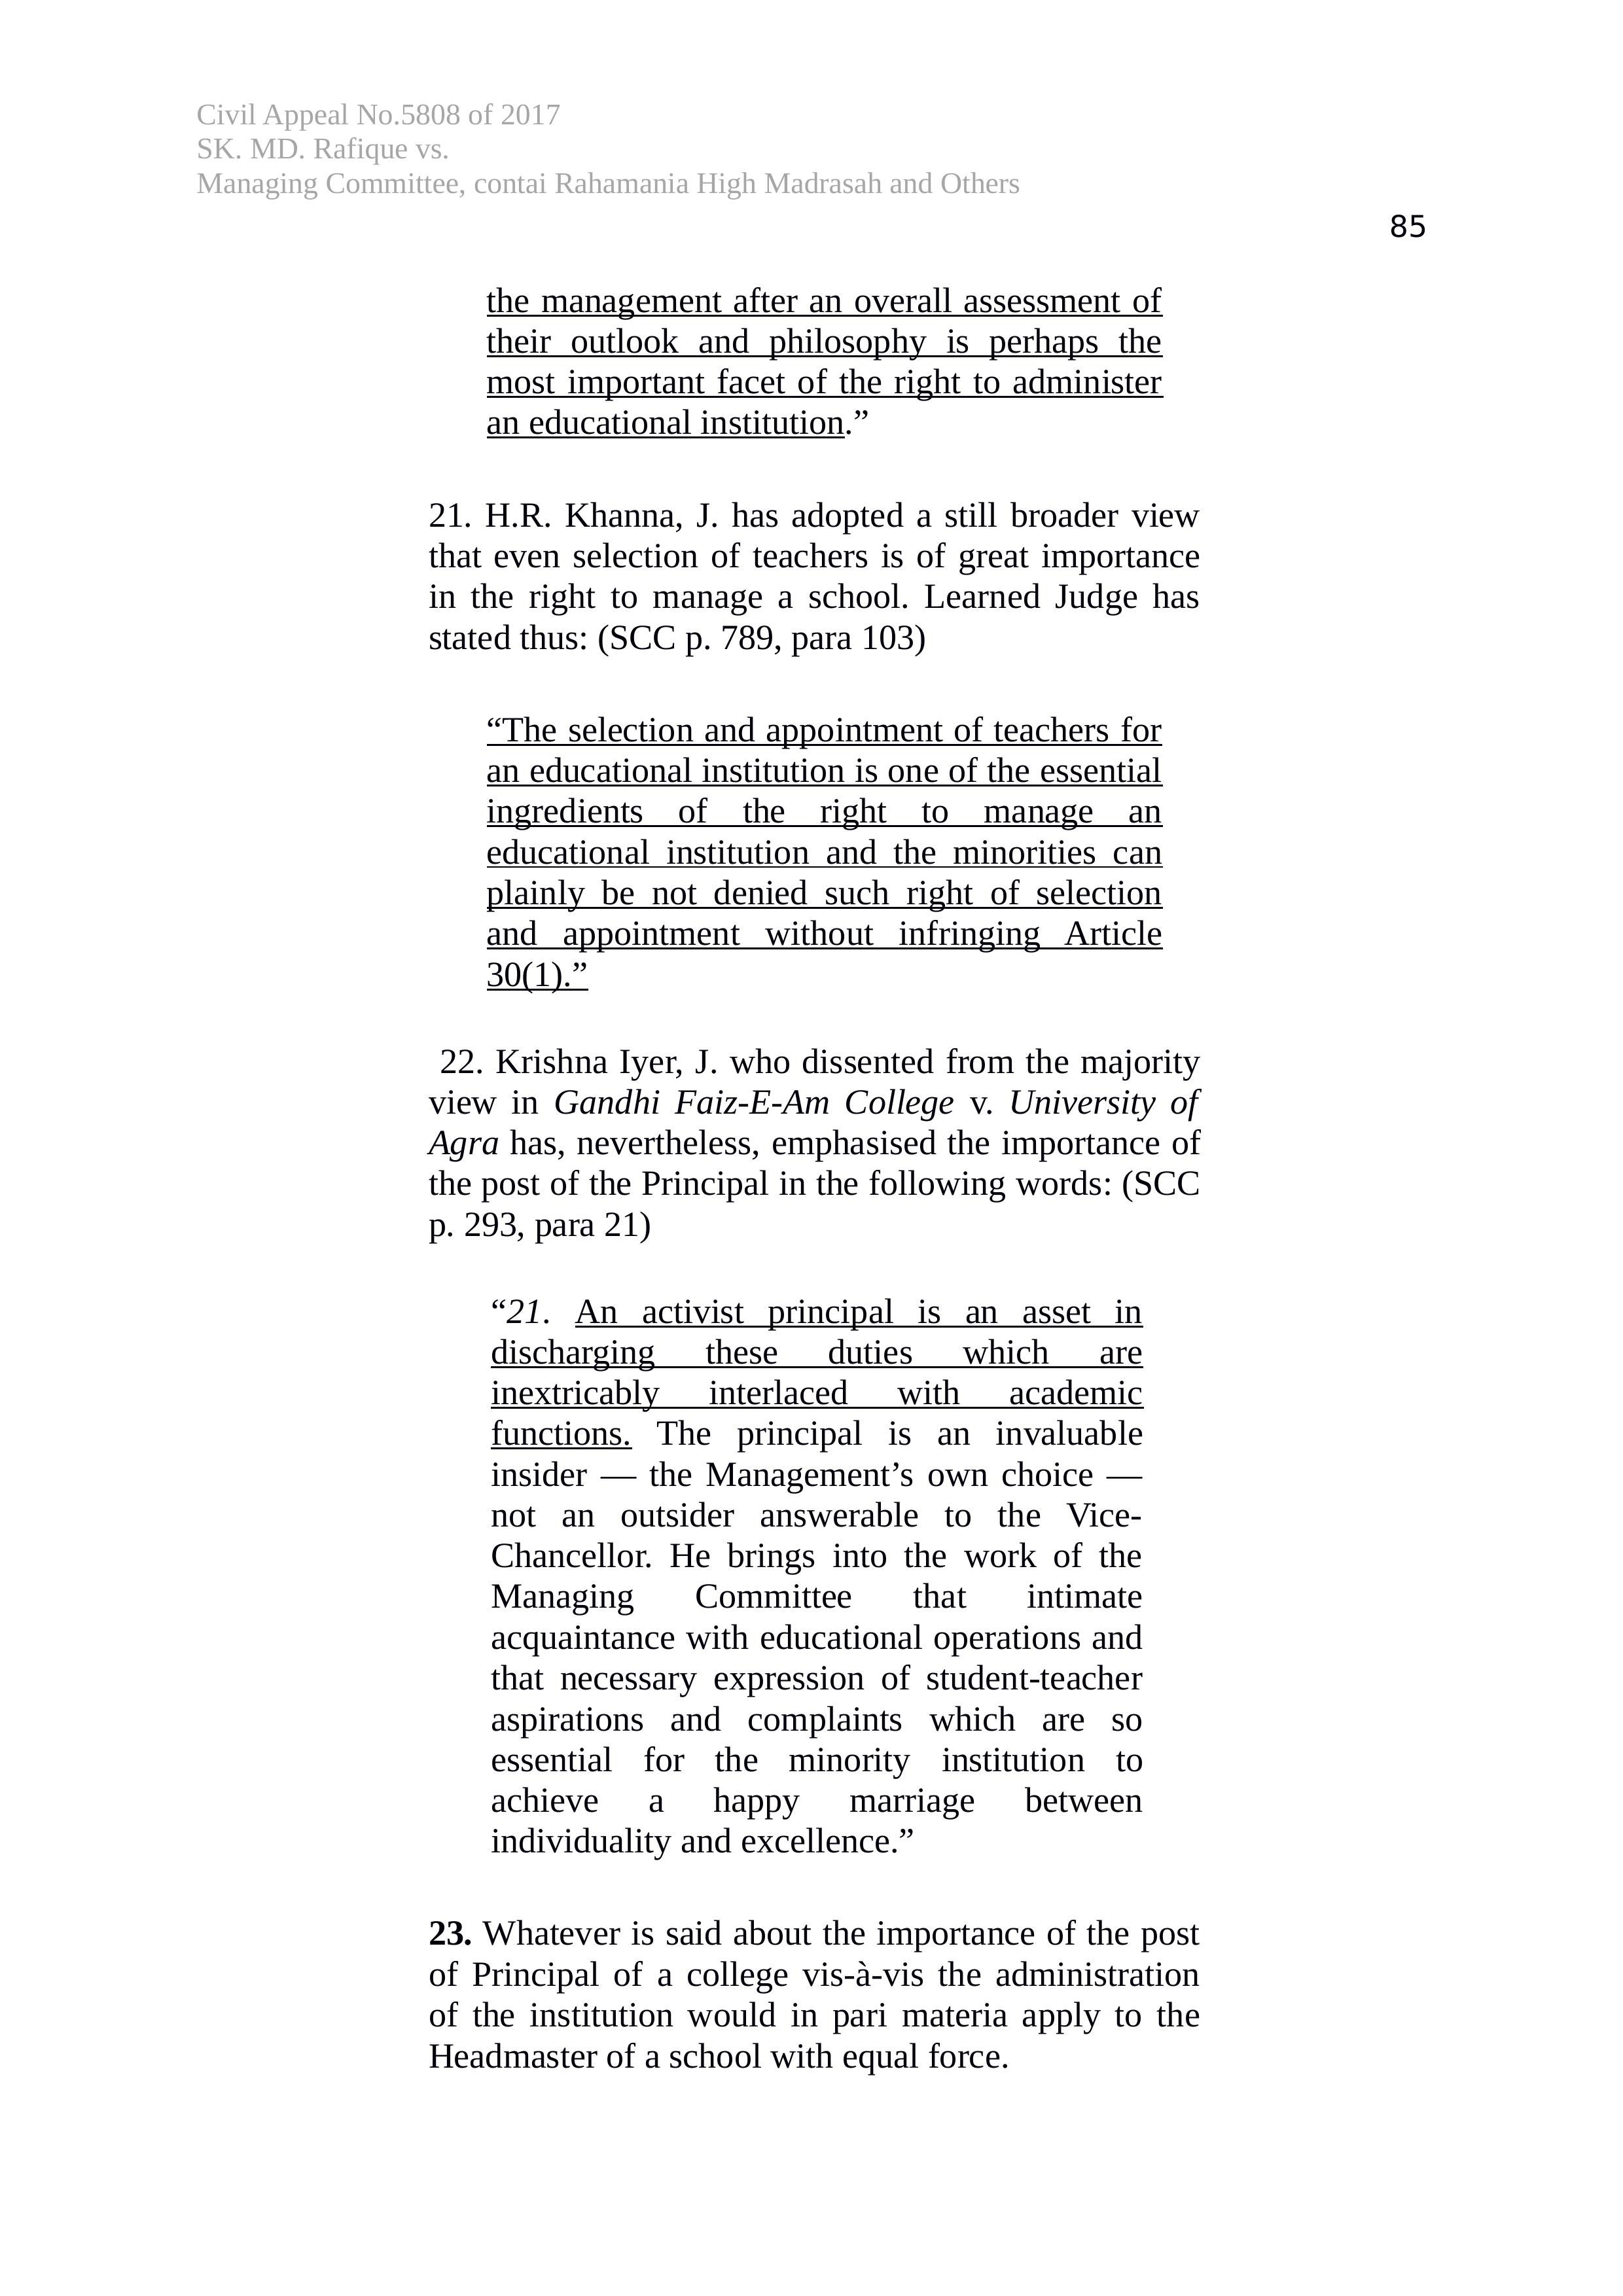 Civil Appeal No.5808 of 2017
SK. MD. Rafique vs.
Managing Committee, contai Rahamania High Madrasah and Others
85
the management after an overall assessment of
their outlook and philosophy is perhaps the
most important facet of the right to administer
an educational institution.”
21. H.R. Khanna, J. has adopted a still broader view
that even selection of teachers is of great importance
in the right to manage a school. Learned Judge has
stated thus: (SCC p. 789, para 103)
“The selection and appointment of teachers for
an educational institution is one of the essential
ingredients of the right to manage an
educational institution and the minorities can
plainly be not denied such right of selection
and appointment without infringing Article
30(1).”
22. Krishna Iyer, J. who dissented from the majority
view in Gandhi Faiz-E-Am College v. University of
Agra has, nevertheless, emphasised the importance of
the post of the Principal in the following words: (SCC
p. 293, para 21)
“21. An activist principal is an asset in
discharging these duties which are
inextricably interlaced with academic
functions. The principal is an invaluable
insider — the Management’s own choice —
not an outsider answerable to the Vice-
Chancellor. He brings into the work of the
Managing Committee that intimate
acquaintance with educational operations and
that necessary expression of student-teacher
aspirations and complaints which are so
essential for the minority institution to
achieve a happy marriage between
individuality and excellence.”
23. Whatever is said about the importance of the post
of Principal of a college vis-à-vis the administration
of the institution would in pari materia apply to the
Headmaster of a school with equal force.